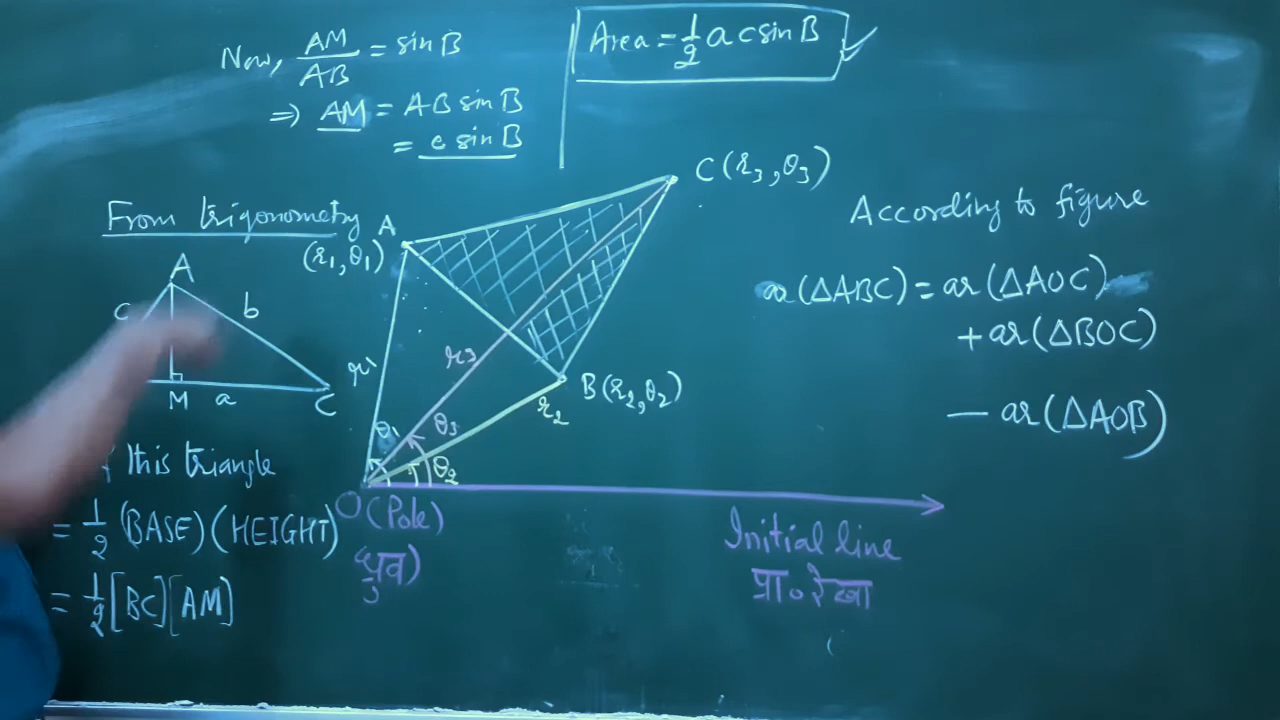 Now, AM/AB = sin B
⇒ AM = AB sin B
= c sin B
Area = 1/2 a c sin B
From trigonometry
A
c
b
M
a
C
this triangle
= 1/2 (BASE)(HEIGHT)
= 1/2 [BC][AM]
C (r3, θ3)
A
(r1, θ1)
r1
r3
B (r2, θ2)
r2
θ1
θ3
θ2
O (Pole)
ध्रुव)
Initial line
प्रा० रेखा
According to figure
ar(ΔABC) = ar(ΔAOC)
+ ar(ΔBOC)
— ar(ΔAOB)